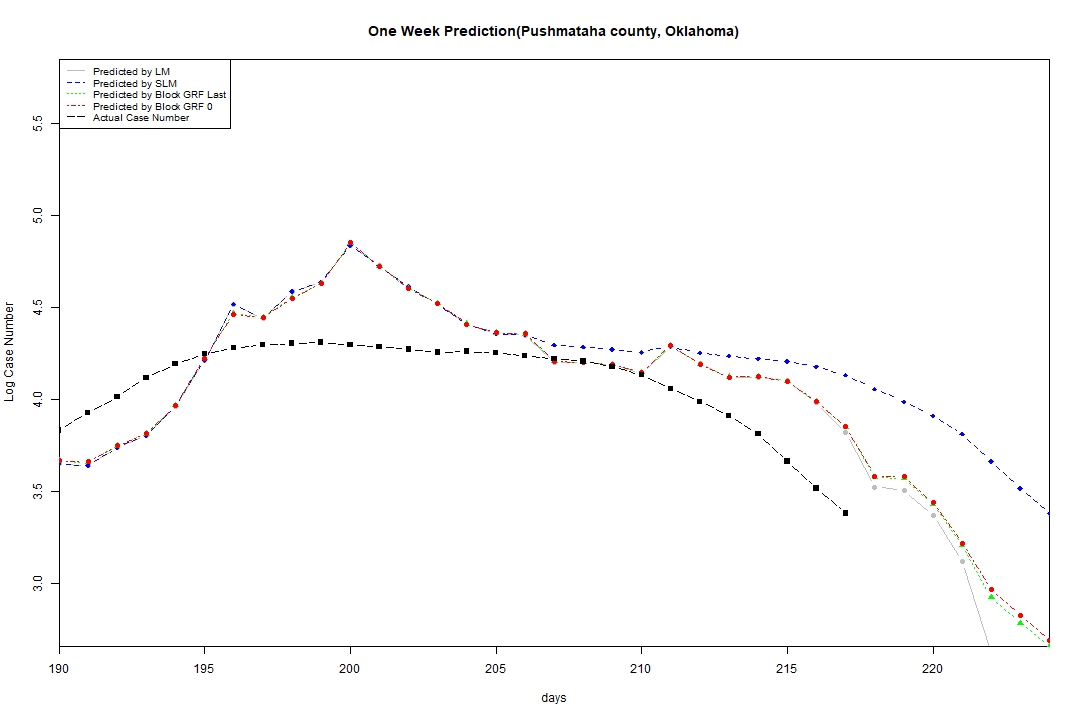 One Week Prediction(Pushmataha county, Oklahoma)
Predicted by LM
Predicted by SLM
Predicted by Block GRF Last
Predicted by Block GRF 0
Actual Case Number
5.5
5.0
4.5
4.0
3.5
3.0
Log Case Number
190 195 200 205 210 215 220
days